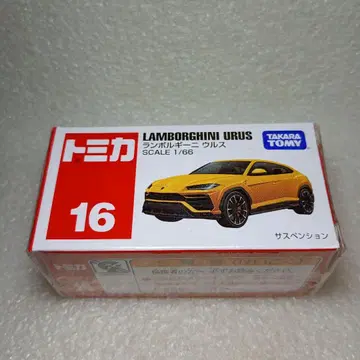 トミカ
16
LAMBORGHINI URUS
ランボルギーニ ウルス
SCALE 1/66
TAKARA
TOMY
サスペンション